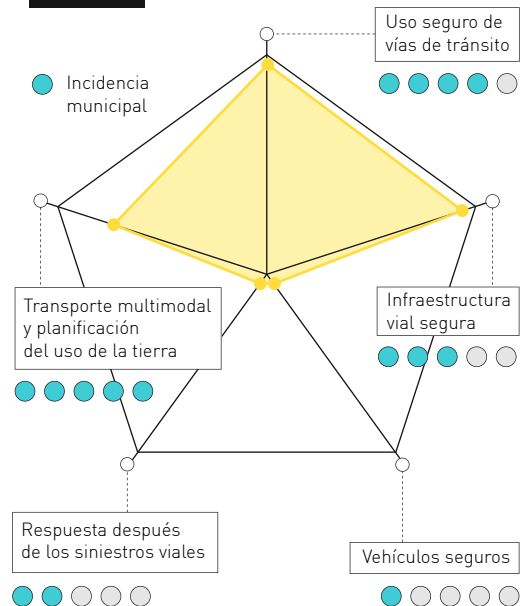 Uso seguro de
vías de tránsito
Incidencia
municipal
Transporte multimodal
y planificación
del uso de la tierra
Infraestructura
vial segura
Respuesta después
de los siniestros viales
Vehículos seguros